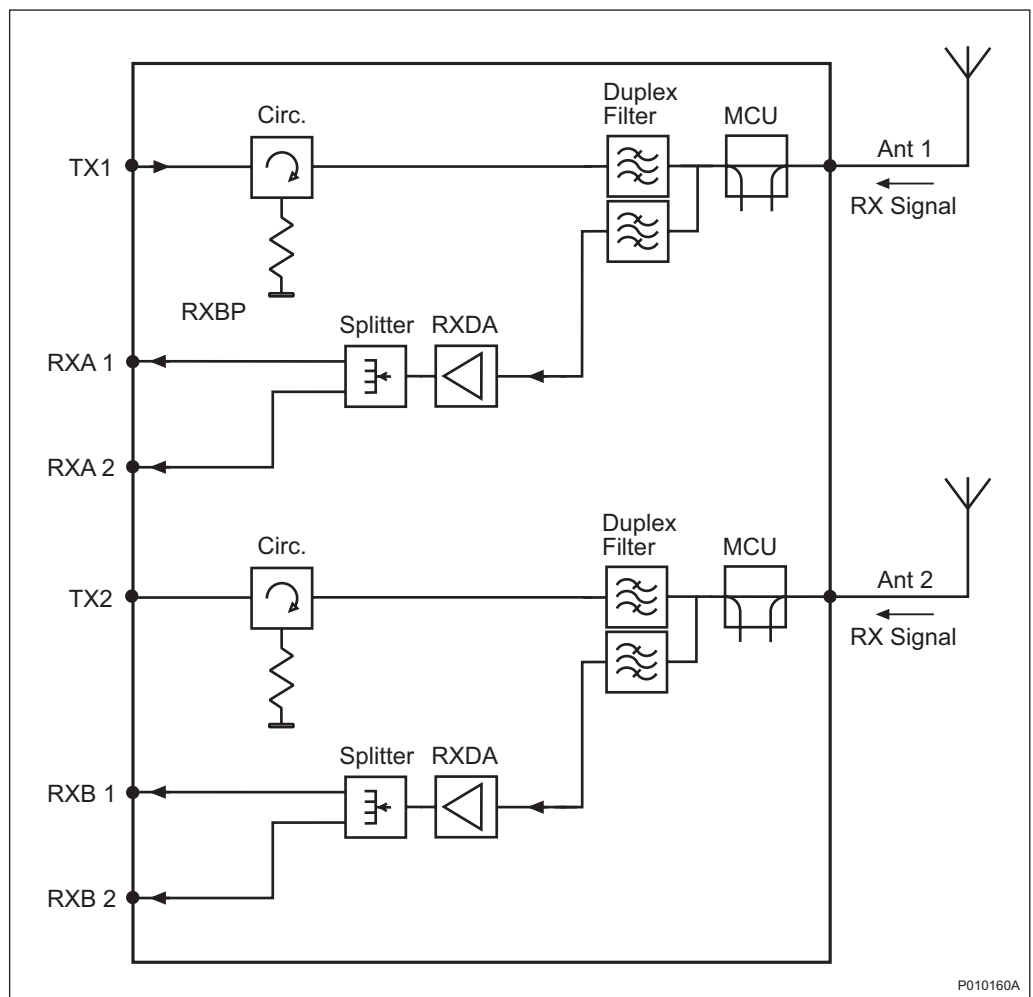 Duplex
Filter
Circ.
MCU
TX1
Ant 1
RX Signal
RXBP
Splitter
RXDA
RXA 1
RXA 2
Duplex
Filter
Circ.
MCU
TX2
Ant 2
RX Signal
Splitter
RXDA
RXB 1
RXB 2
P010160A